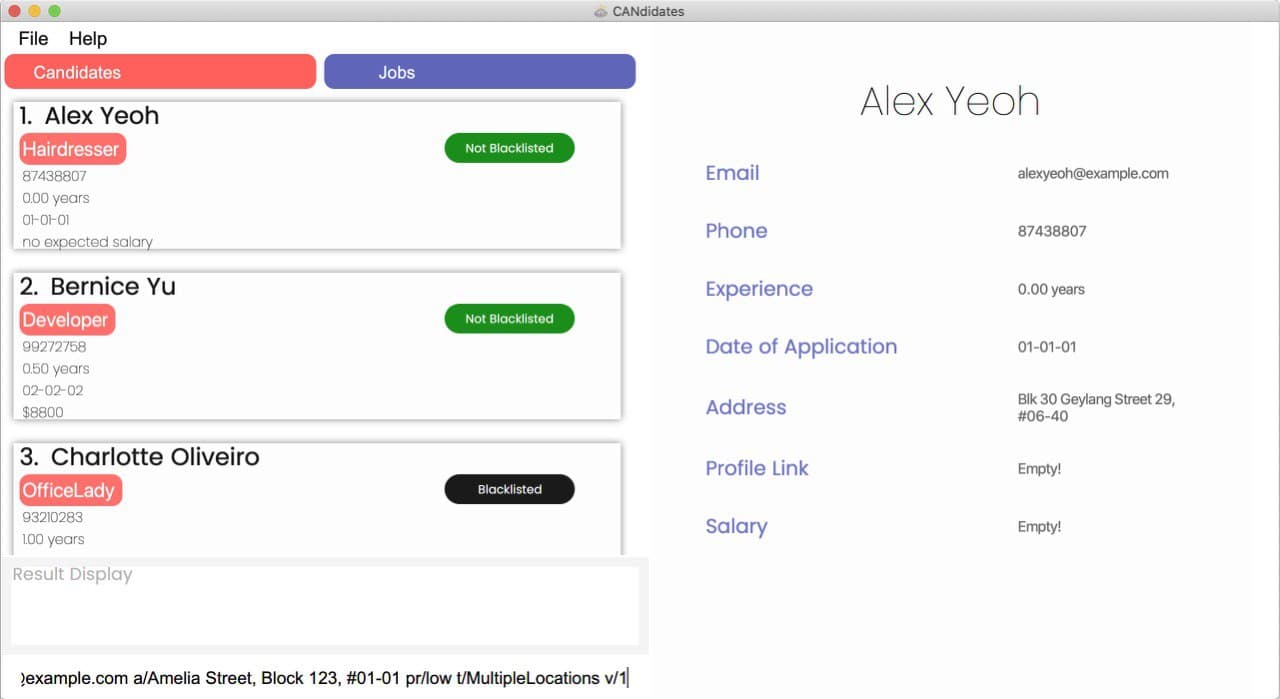 CANdidates
File Help
Candidates Jobs
1. Alex Yeoh
Hairdresser
Not Blacklisted
87438807
0.00 years
01-01-01
no expected salary
2. Bernice Yu
Developer
Not Blacklisted
99272758
0.50 years
02-02-02
$8800
3. Charlotte Oliveiro
OfficeLady
Blacklisted
93210283
1.00 years
Result Display
example.com a/Amelia Street, Block 123, #01-01 pr/low t/MultipleLocations v/1
Alex Yeoh
Email alexyeoh@example.com
Phone 87438807
Experience 0.00 years
Date of Application 01-01-01
Address Blk 30 Geylang Street 29,
#06-40
Profile Link Empty!
Salary Empty!